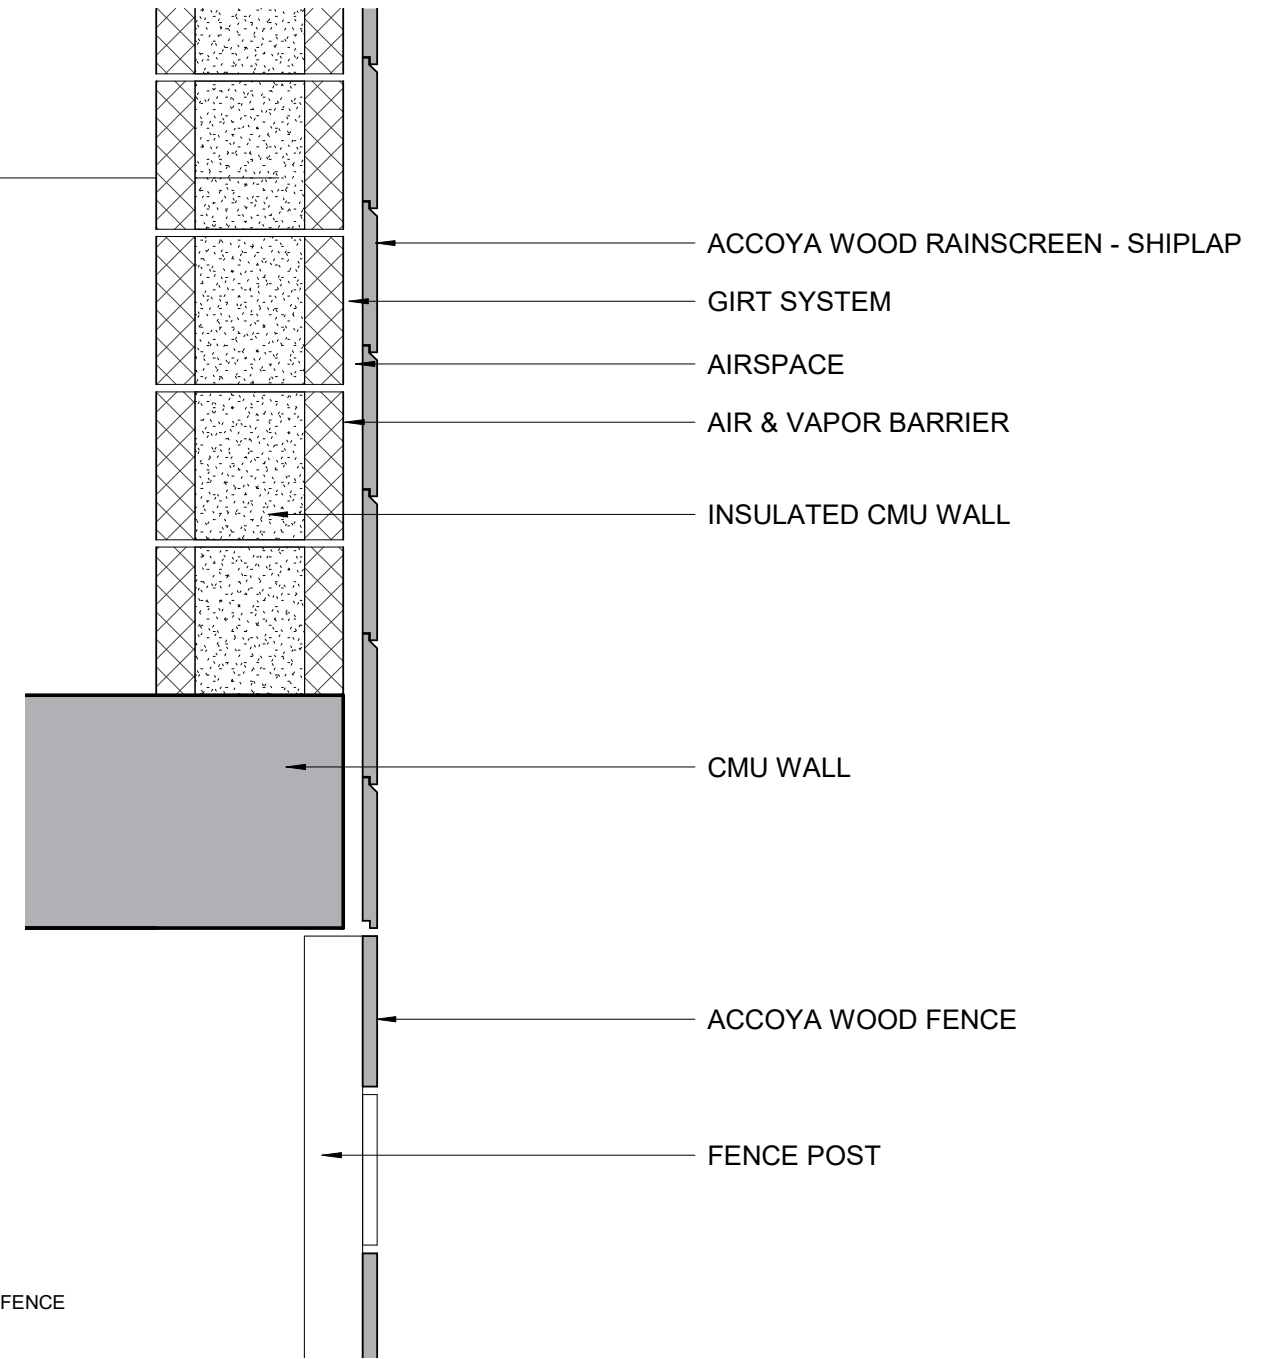 ACCOYA WOOD RAINSCREEN - SHIPLAP
GIRT SYSTEM
AIRSPACE
AIR & VAPOR BARRIER
INSULATED CMU WALL
CMU WALL
ACCOYA WOOD FENCE
FENCE POST
FENCE